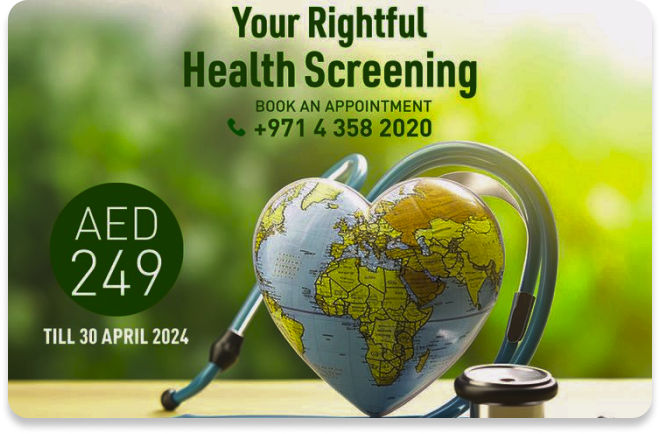 Your Rightful
Health Screening
BOOK AN APPOINTMENT
+971 4 358 2020
AED
249
TILL 30 APRIL 2024